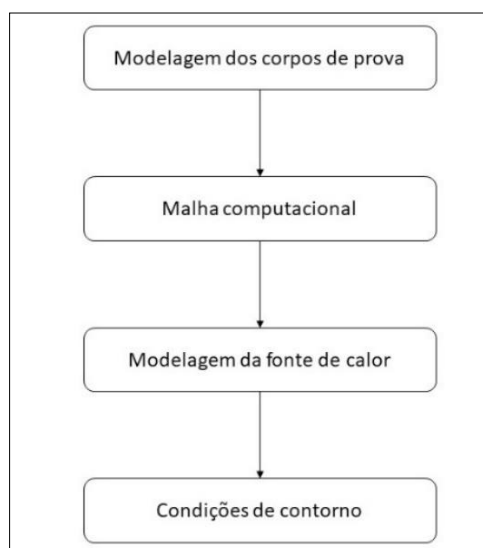 Modelagem dos corpos de prova
Malha computacional
Modelagem da fonte de calor
Condições de contorno